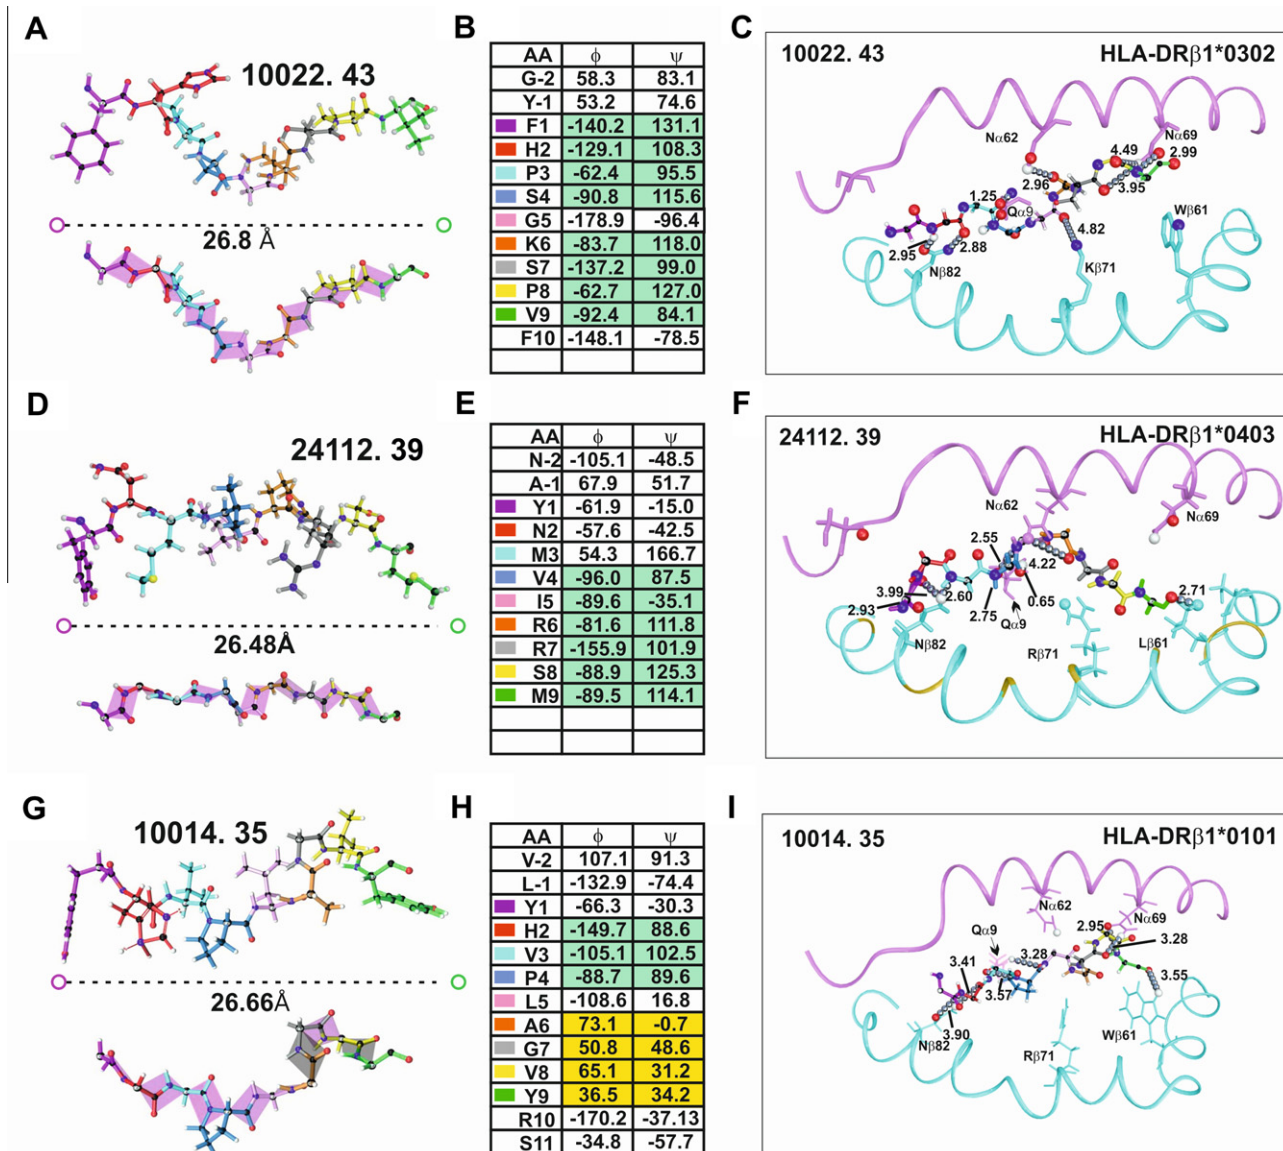 A
10022. 43
26.8 Å
B
AA ϕ ψ
G-2 58.3 83.1
Y-1 53.2 74.6
F1 -140.2 131.1
H2 -129.1 108.3
P3 -62.4 95.5
S4 -90.8 115.6
G5 -178.9 -96.4
K6 -83.7 118.0
S7 -137.2 99.0
P8 -62.7 127.0
V9 -92.4 84.1
F10 -148.1 -78.5
C
10022. 43 HLA-DRβ1*0302
Nα62 Nα69
4.49
2.99
2.96 3.95
1.25
Qα9 Wβ61
4.82
2.95 2.88
Nβ82 Kβ71
D
24112. 39
26.48Å
E
AA ϕ ψ
N-2 -105.1 -48.5
A-1 67.9 51.7
Y1 -61.9 -15.0
N2 -57.6 -42.5
M3 54.3 166.7
V4 -96.0 87.5
I5 -89.6 -35.1
R6 -81.6 111.8
R7 -155.9 101.9
S8 -88.9 125.3
M9 -89.5 114.1
F
24112. 39 HLA-DRβ1*0403
Nα62 Nα69
2.55
4.22
3.99 2.60 0.65 2.71
2.93 2.75
Qα9
Nβ82 Rβ71 Lβ61
G
10014. 35
26.66Å
H
AA ϕ ψ
V-2 107.1 91.3
L-1 -132.9 -74.4
Y1 -66.3 -30.3
H2 -149.7 88.6
V3 -105.1 102.5
P4 -88.7 89.6
L5 -108.6 16.8
A6 73.1 -0.7
G7 50.8 48.6
V8 65.1 31.2
Y9 36.5 34.2
R10 -170.2 -37.13
S11 -34.8 -57.7
I
10014. 35 HLA-DRβ1*0101
Nα62 Nα69
Qα9 2.95
3.28 3.28
3.41
3.57 3.55
3.90
Nβ82 Rβ71 Wβ61